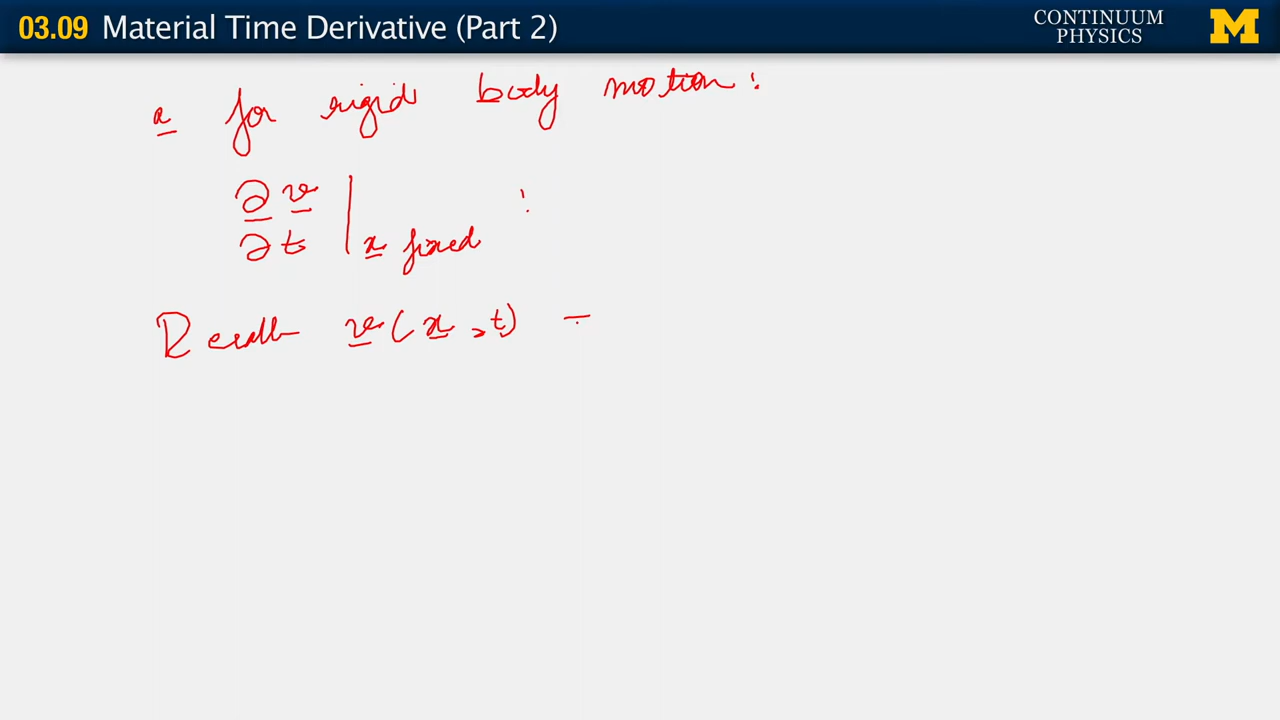 03.09 Material Time Derivative (Part 2)
CONTINUUM PHYSICS
M
a for rigid body motion :
∂v/∂t | x fixed :
Recall v(x, t) =